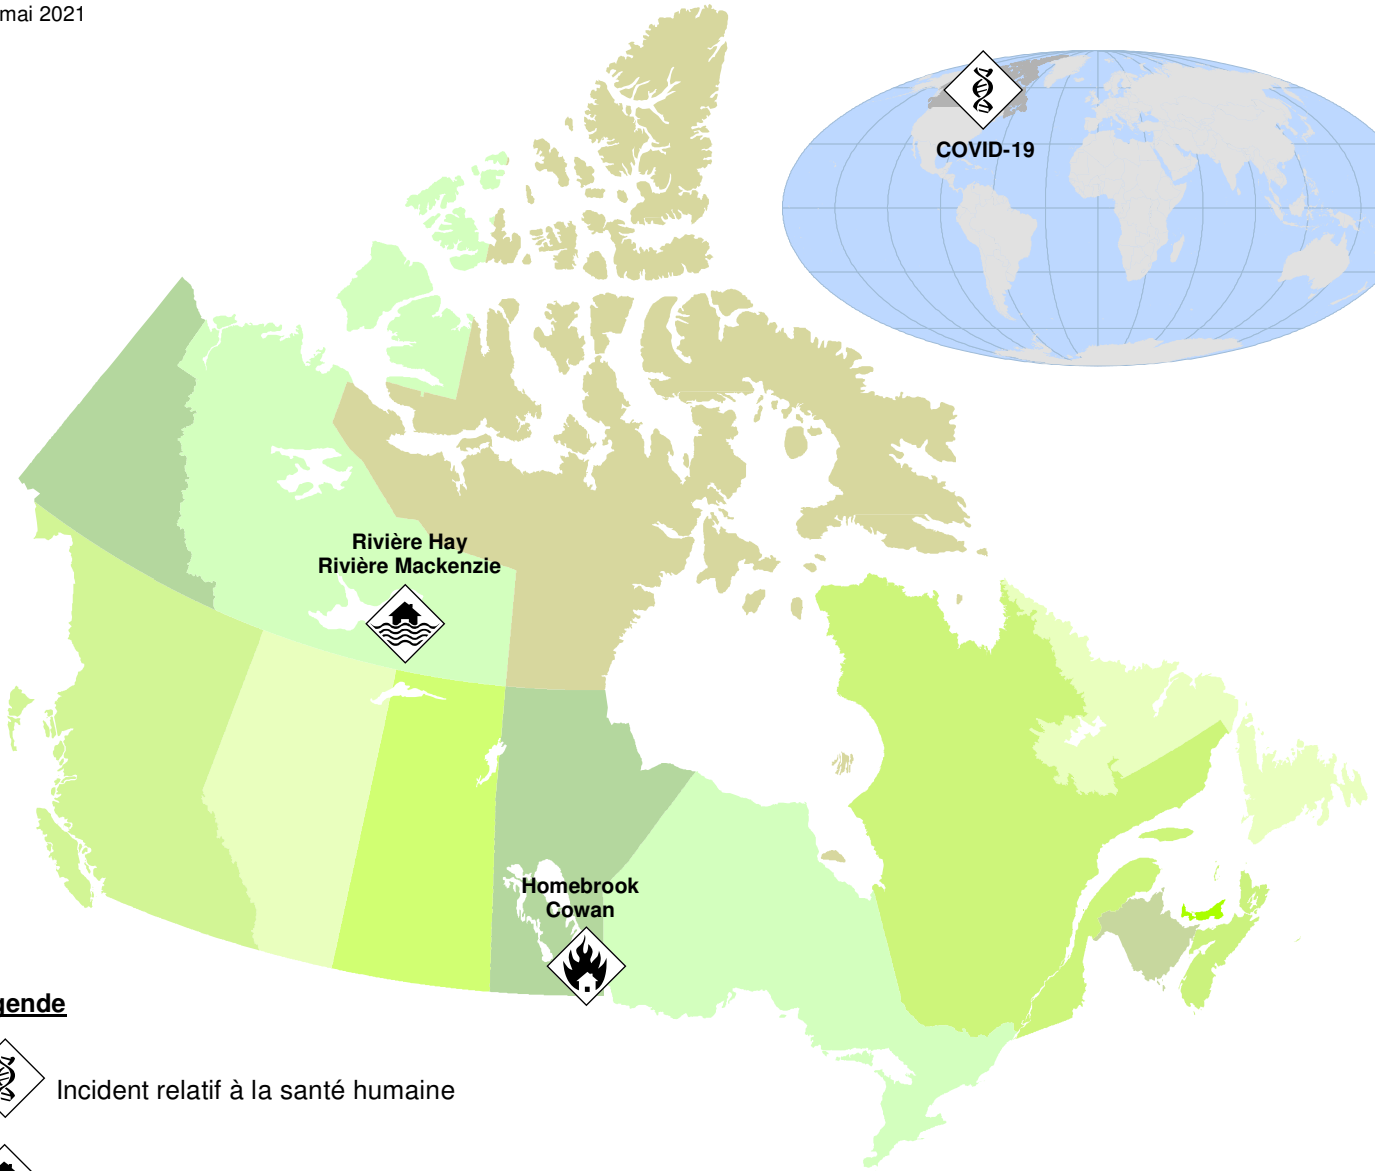 mai 2021
COVID-19
Rivière Hay
Rivière Mackenzie
Homebrook
Cowan
gende
Incident relatif à la santé humaine